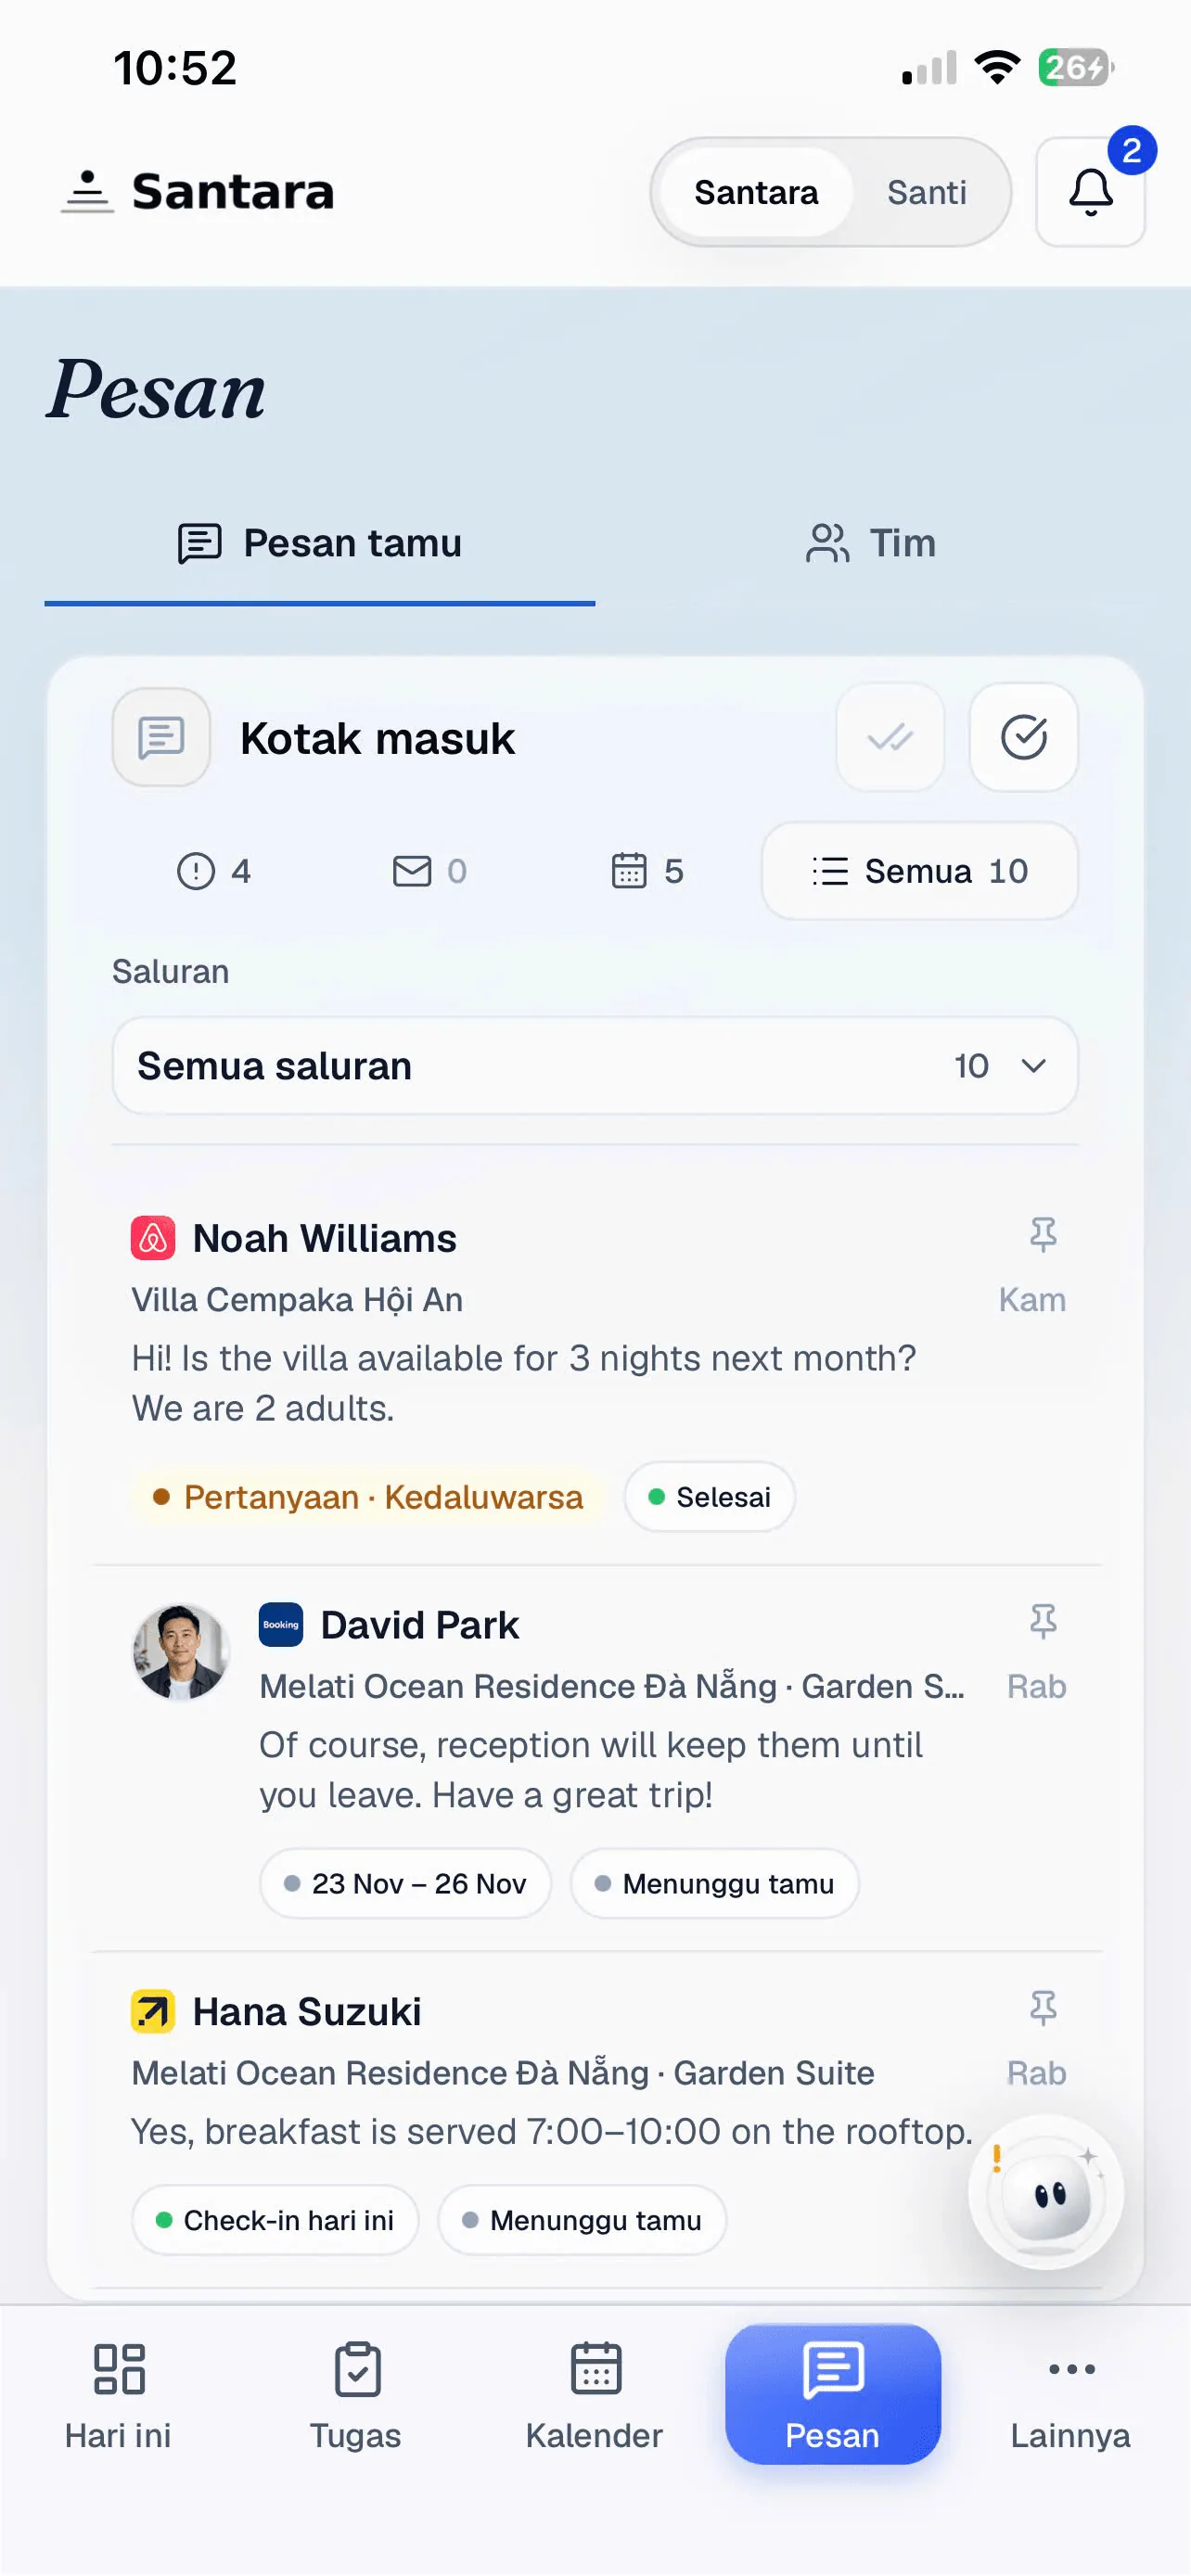 10:52
26
Santara
Santara
Santi
2
Pesan
Pesan tamu
Tim
Kotak masuk
4
0
5
Semua 10
Saluran
Semua saluran
10
Noah Williams
Villa Cempaka Hội An
Kam
Hi! Is the villa available for 3 nights next month?
We are 2 adults.
Pertanyaan · Kedaluwarsa
Selesai
Booking
David Park
Melati Ocean Residence Đà Nẵng · Garden S...
Rab
Of course, reception will keep them until
you leave. Have a great trip!
23 Nov – 26 Nov
Menunggu tamu
Hana Suzuki
Melati Ocean Residence Đà Nẵng · Garden Suite
Rab
Yes, breakfast is served 7:00–10:00 on the rooftop.
!
Check-in hari ini
Menunggu tamu
Hari ini
Tugas
Kalender
Pesan
Lainnya